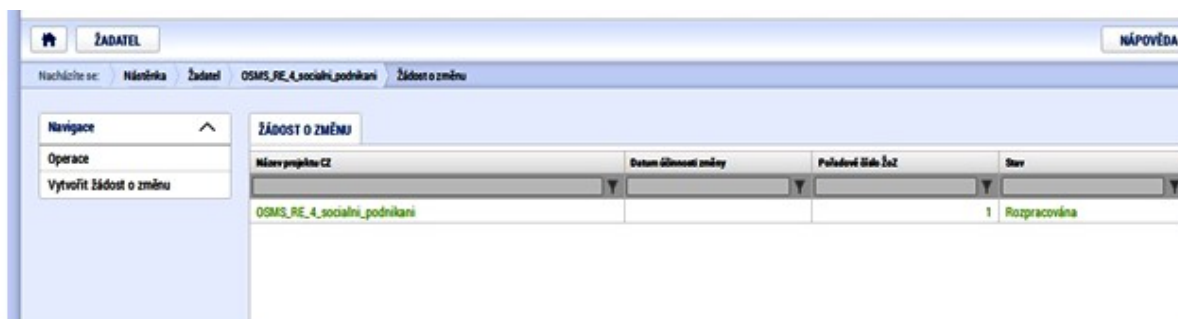 ŽADATEL
NÁPOVĚDA
Nacházíte se: Nástěnka Žadatel OSMS_RE_4_socialni_podnikani Žádost o změnu
Navigace
Operace
Vytvořit žádost o změnu
ŽÁDOST O ZMĚNU
Název projektu CZ Datum účinnosti změny Pořadové číslo ŽoZ Stav
OSMS_RE_4_socialni_podnikani 1 Rozpracována